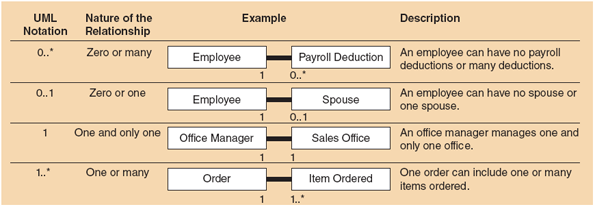 UML Notation
Nature of the Relationship
Example
Description
0..*
Zero or many
Employee
Payroll Deduction
1
0..*
An employee can have no payroll
deductions or many deductions.
0..1
Zero or one
Employee
Spouse
1
0..1
An employee can have no spouse or
one spouse.
1
One and only one
Office Manager
Sales Office
1
1
An office manager manages one and
only one office.
1..*
One or many
Order
Item Ordered
1
1..*
One order can include one or many
items ordered.